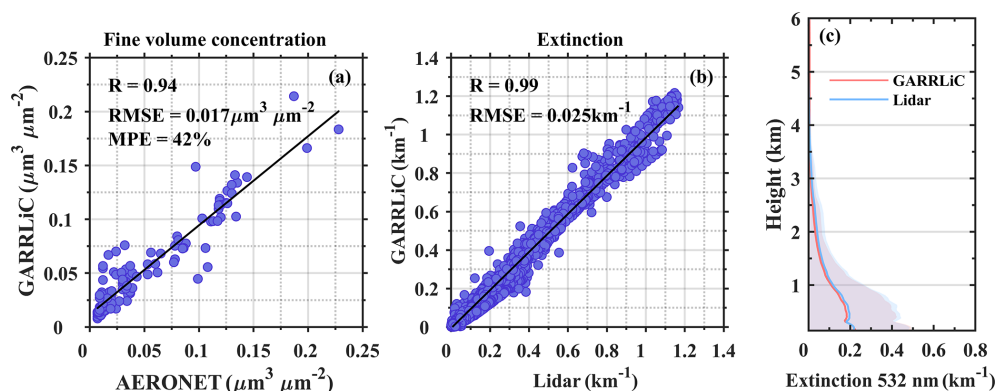 Fine volume concentration
(a)
R = 0.94
RMSE = 0.017μm³ μm⁻²
MPE = 42%
0.25
0.2
0.15
0.1
0.05
0
GARRLiC (μm³ μm⁻²)
0 0.05 0.1 0.15 0.2 0.25
AERONET (μm³ μm⁻²)
Extinction
(b)
R = 0.99
RMSE = 0.025km⁻¹
1.4
1.2
1
0.8
0.6
0.4
0.2
0
GARRLiC (km⁻¹)
0 0.2 0.4 0.6 0.8 1 1.2 1.4
Lidar (km⁻¹)
(c)
GARRLiC
Lidar
6
5
4
3
2
1
Height (km)
0 0.2 0.4 0.6 0.8
Extinction 532 nm (km⁻¹)